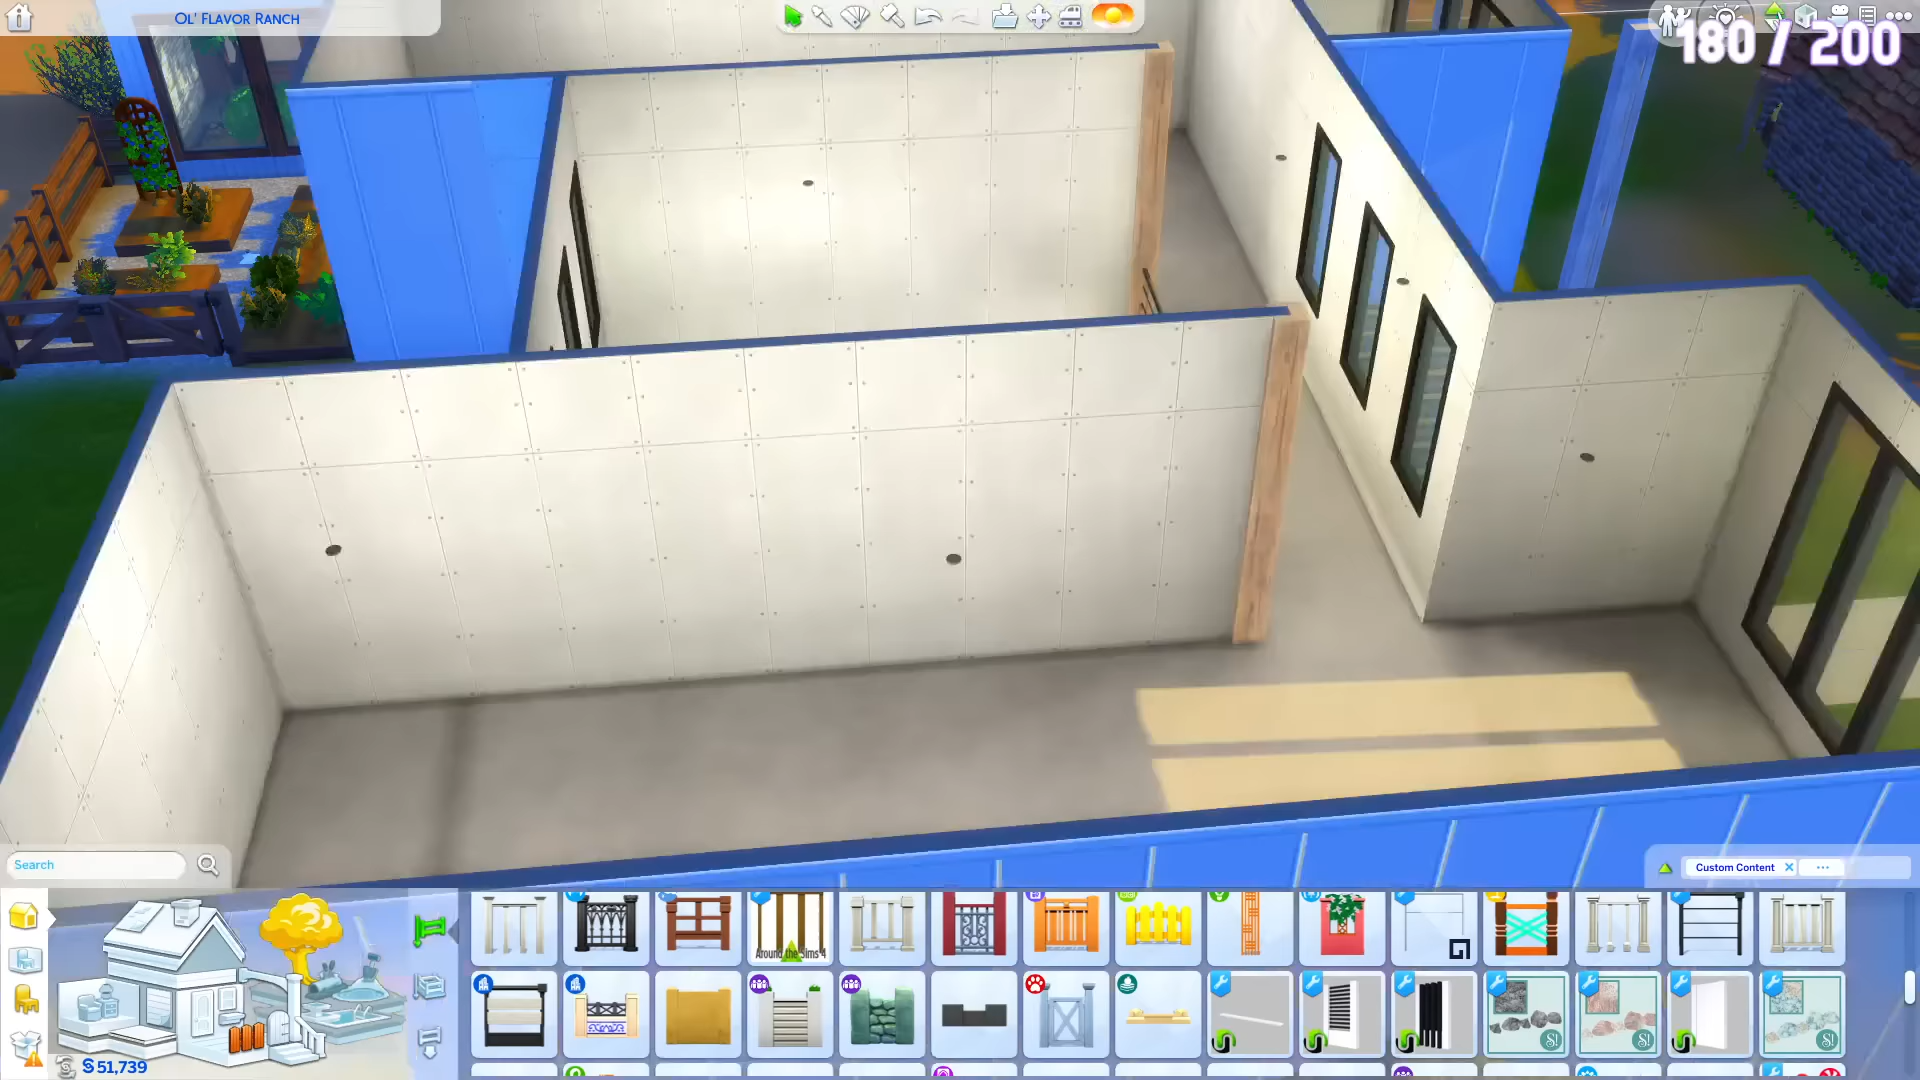 OL' FLAVOR RANCH
180 / 200
Search
Custom Content
Around the Sims 4
§51,739